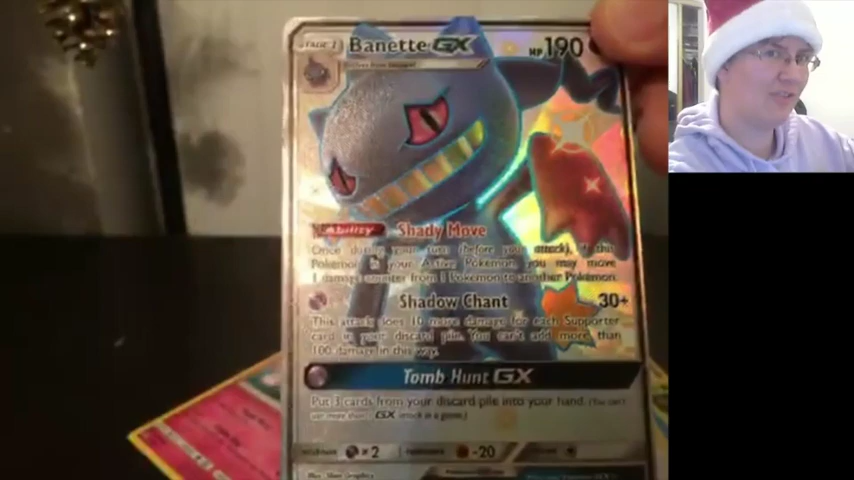 STAGE 1 Banette GX HP 190
Ability Shady Move
Once during your turn (before you attack), if this
Pokémon is your Active Pokémon, you may move
1 damage counter from 1 Pokémon to another Pokémon.
Shadow Chant 30+
This attack does 10 more damage for each Supporter
card in your discard pile. You can't add more than
100 damage in this way.
Tomb Hunt GX
Put 3 cards from your discard pile into your hand. (You can't
use more than 1 GX attack in a game.)
×2 -20